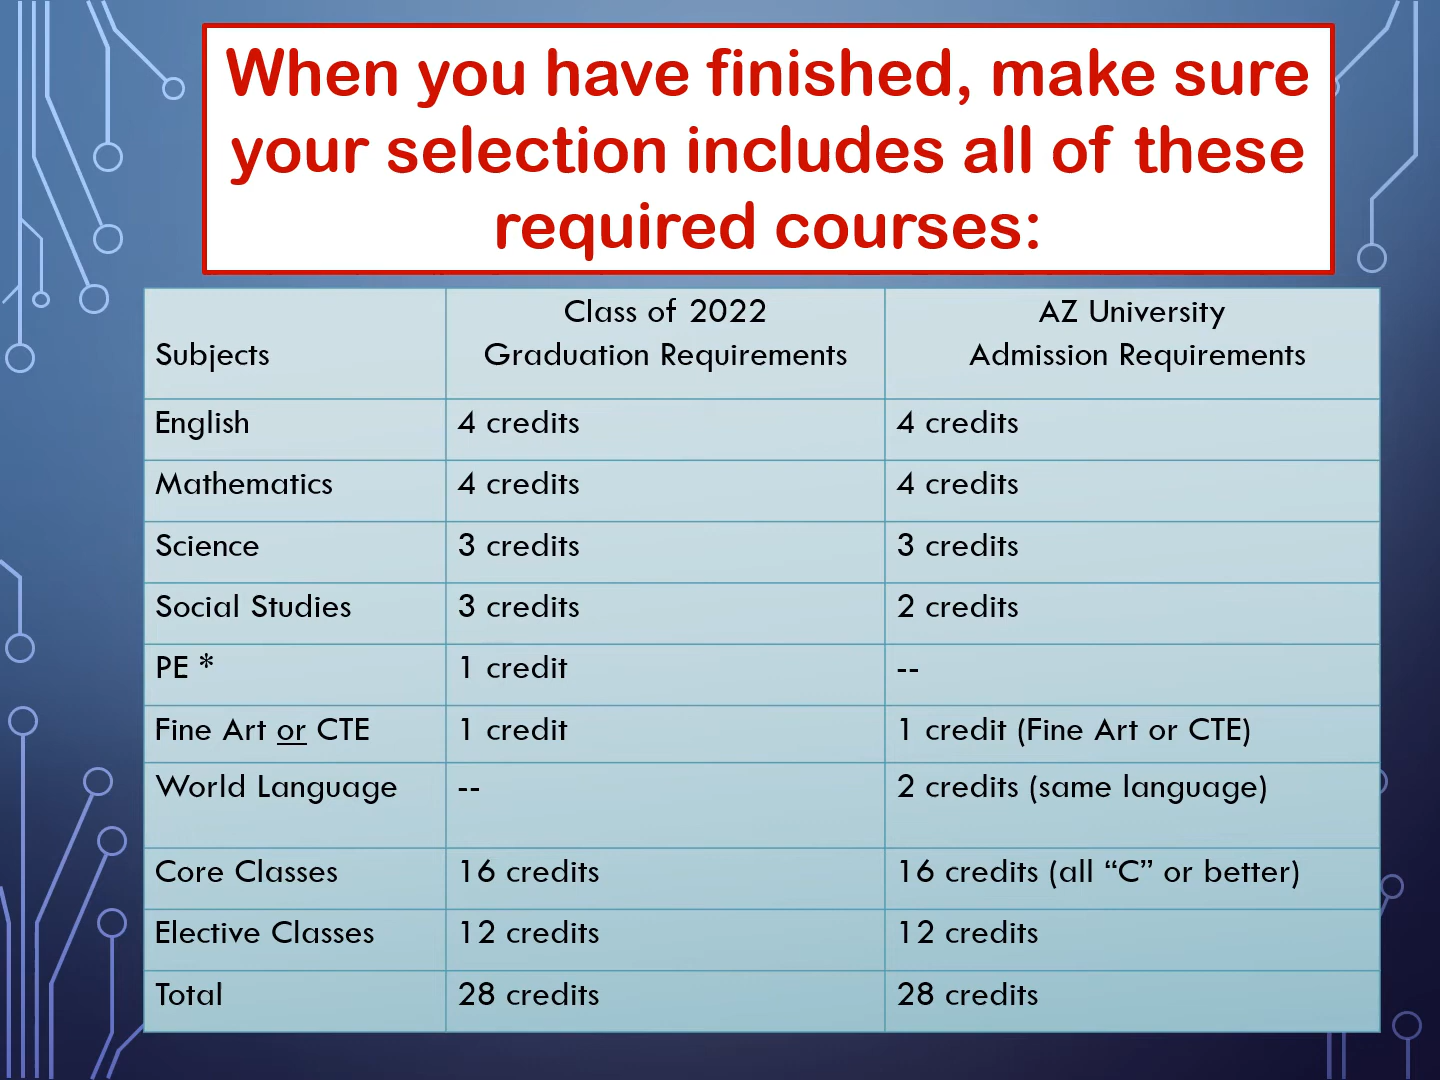 When you have finished, make sure
your selection includes all of these
required courses:
Subjects Class of 2022 Graduation Requirements AZ University Admission Requirements
English 4 credits 4 credits
Mathematics 4 credits 4 credits
Science 3 credits 3 credits
Social Studies 3 credits 2 credits
PE * 1 credit --
Fine Art or CTE 1 credit 1 credit (Fine Art or CTE)
World Language -- 2 credits (same language)
Core Classes 16 credits 16 credits (all “C” or better)
Elective Classes 12 credits 12 credits
Total 28 credits 28 credits